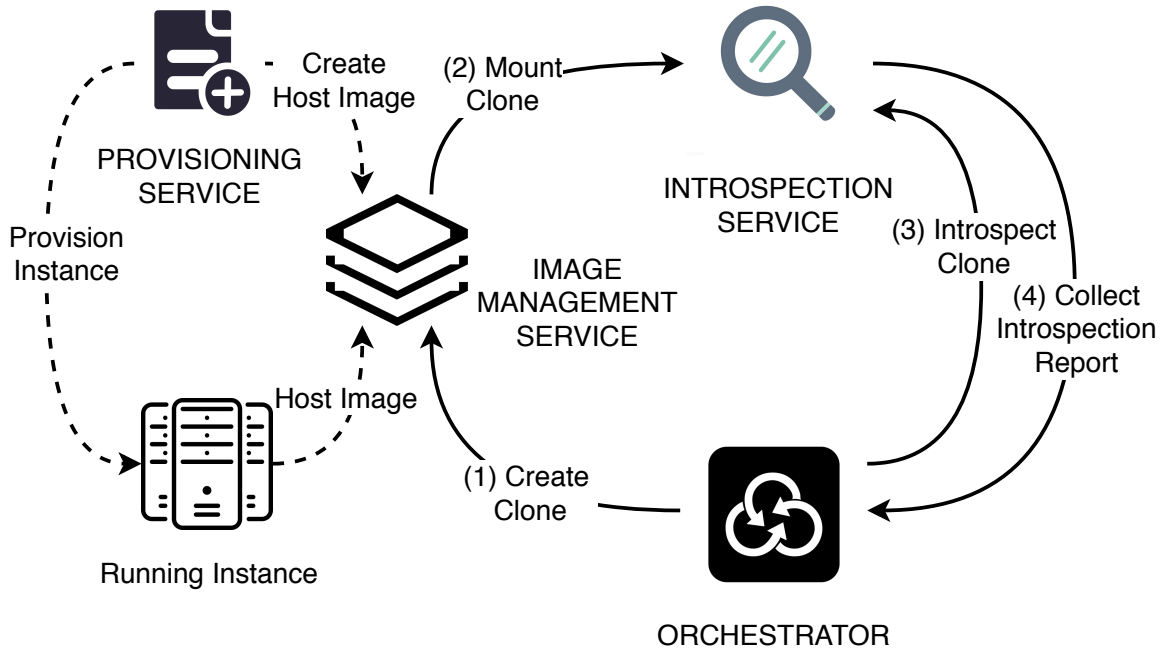 Create
Host Image
(2) Mount
Clone
PROVISIONING
SERVICE
INTROSPECTION
SERVICE
Provision
Instance
(3) Introspect
Clone
IMAGE
MANAGEMENT
SERVICE
(4) Collect
Introspection
Report
Host Image
(1) Create
Clone
Running Instance
ORCHESTRATOR